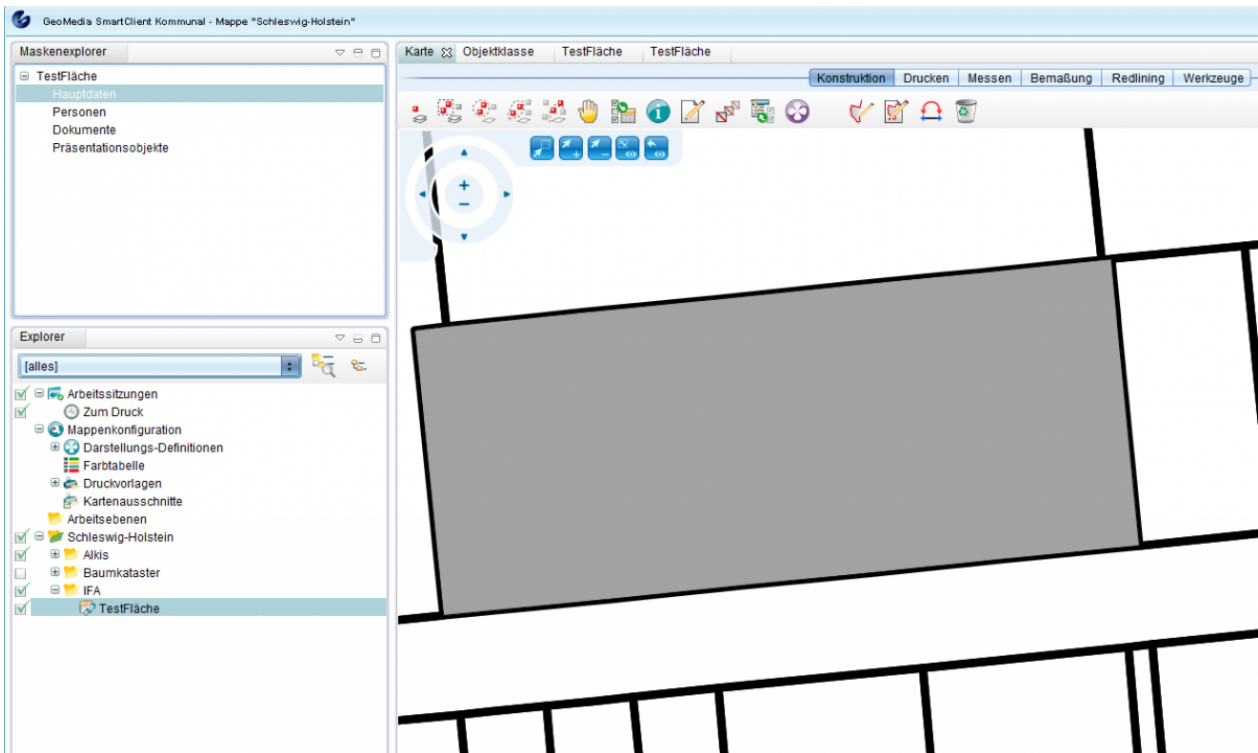 GeoMedia SmartClient Kommunal - Mappe "Schleswig-Holstein"
Maskenexplorer
TestFläche
Hauptdaten
Personen
Dokumente
Präsentationsobjekte
Explorer
[alles]
Arbeitssitzungen
Zum Druck
Mappenkonfiguration
Darstellungs-Definitionen
Farbtabelle
Druckvorlagen
Kartenausschnitte
Arbeitsebenen
Schleswig-Holstein
Alkis
Baumkataster
IFA
TestFläche
Karte Objektklasse TestFläche TestFläche
Konstruktion Drucken Messen Bemaßung Redlining Werkzeuge